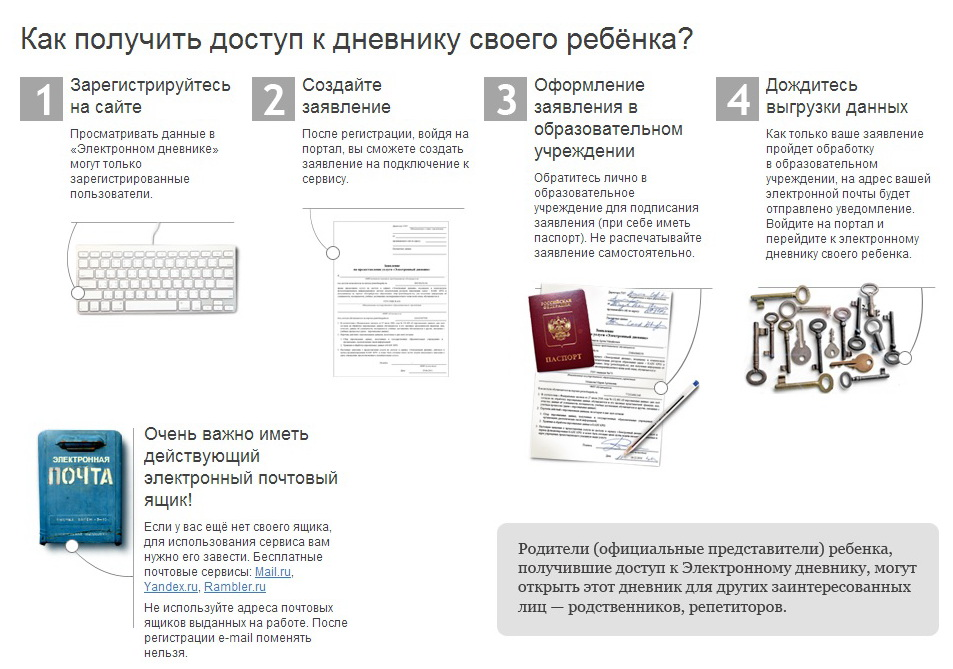 Как получить доступ к дневнику своего ребёнка?
1
Зарегистрируйтесь
на сайте
Просматривать данные в
«Электронном дневнике»
могут только
зарегистрированные
пользователи.
2
Создайте
заявление
После регистрации, войдя на
портал, вы сможете создать
заявление на подключение к
сервису.
Заявление
3
Оформление
заявления в
образовательном
учреждении
Обратитесь лично в
образовательное
учреждение для подписания
заявления (при себе иметь
паспорт). Не распечатывайте
заявление самостоятельно.
РОССИЙСКАЯ
ФЕДЕРАЦИЯ
ПАСПОРТ
Заявление
4
Дождитесь
выгрузки данных
Как только ваше заявление
пройдет обработку
в образовательном
учреждении, на адрес вашей
электронной почты будет
отправлено уведомление.
Войдите на портал и
перейдите к электронному
дневнику своего ребенка.
ЭЛЕКТРОННАЯ
ПОЧТА
Очень важно иметь
действующий
электронный почтовый
ящик!
Если у вас ещё нет своего ящика,
для использования сервиса вам
нужно его завести. Бесплатные
почтовые сервисы: Mail.ru,
Yandex.ru, Rambler.ru
Не используйте адреса почтовых
ящиков выданных на работе. После
регистрации e-mail поменять
нельзя.
Родители (официальные представители) ребенка,
получившие доступ к Электронному дневнику, могут
открыть этот дневник для других заинтересованных
лиц — родственников, репетиторов.